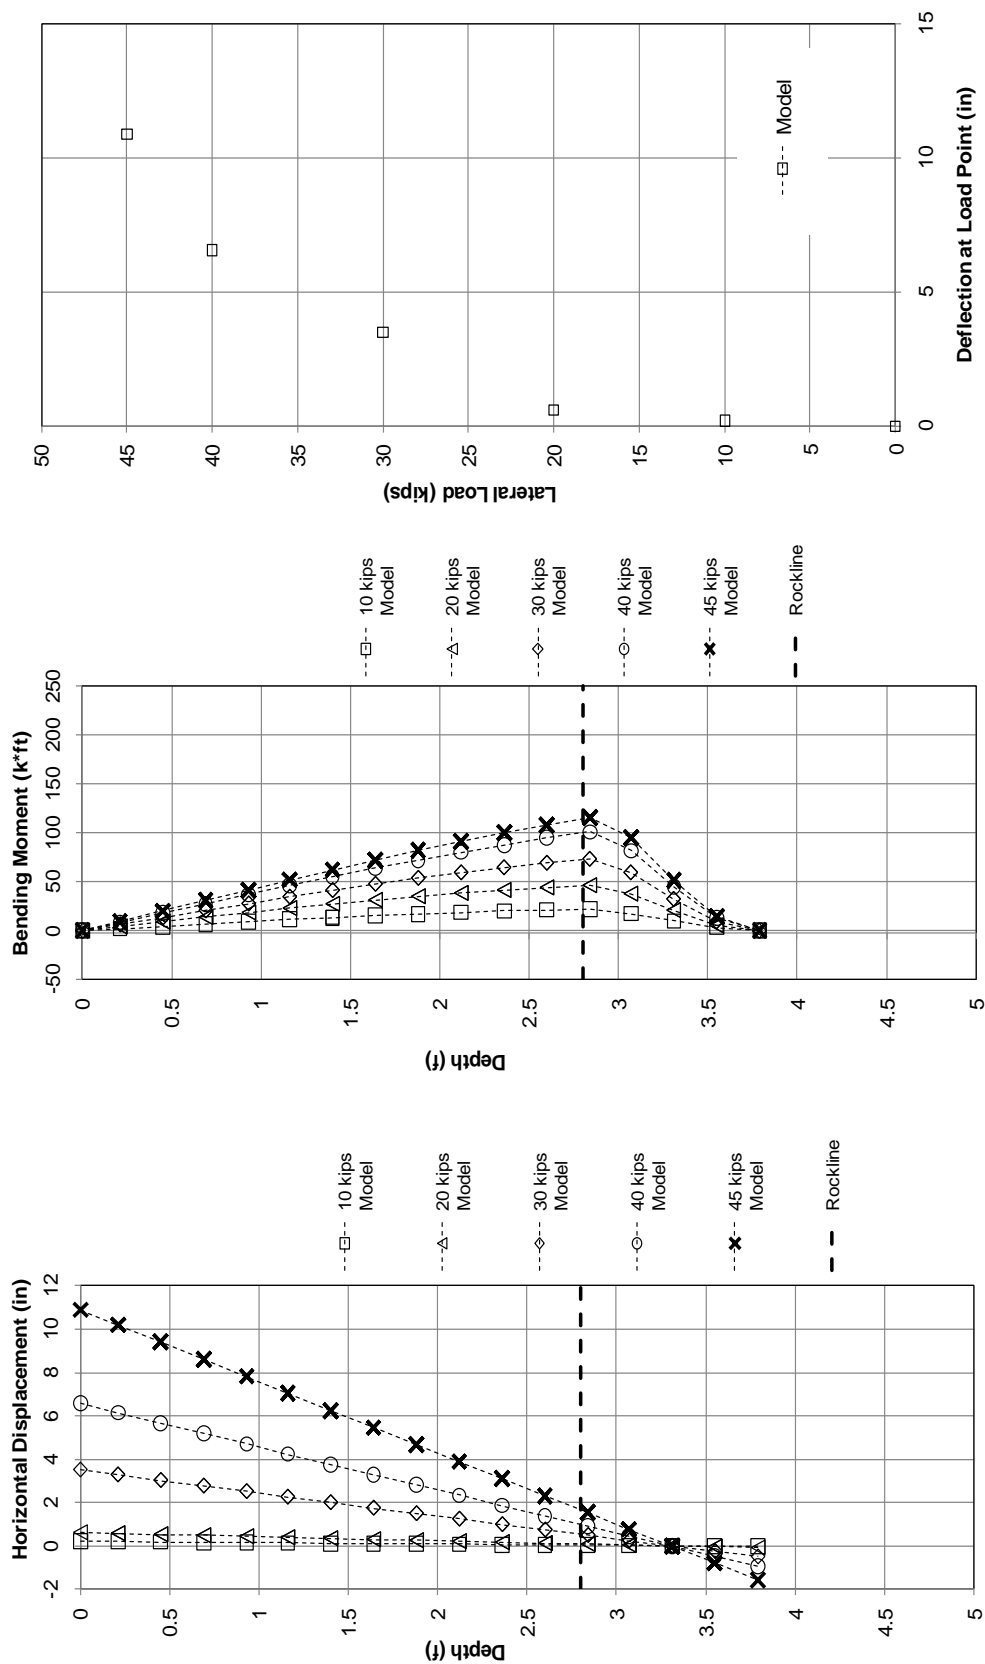 Horizontal Displacement (in)
-2 0 2 4 6 8 10 12
0
0.5
1
1.5
2
2.5
3
3.5
4
4.5
5
Depth (f)
10 kips
Model
20 kips
Model
30 kips
Model
40 kips
Model
45 kips
Model
Rockline
Bending Moment (k*ft)
-50 0 50 100 150 200 250
0
0.5
1
1.5
2
2.5
3
3.5
4
4.5
5
Depth (f)
10 kips
Model
20 kips
Model
30 kips
Model
40 kips
Model
45 kips
Model
Rockline
50
45
40
35
30
25
20
15
10
5
0
Lateral Load (kips)
0 5 10 15
Deflection at Load Point (in)
Model